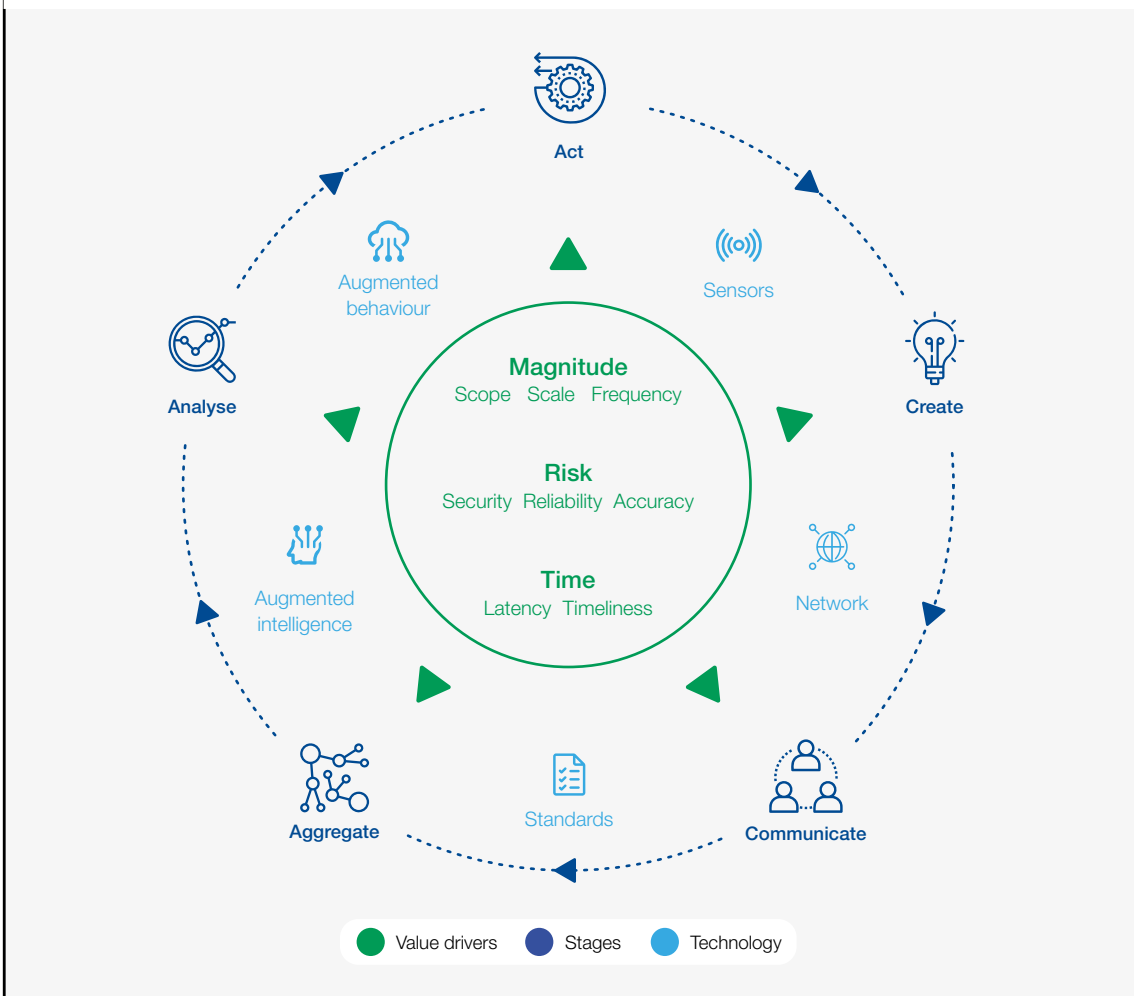 Act
Augmented
behaviour
Sensors
Analyse
Create
Magnitude
Scope Scale Frequency
Risk
Security Reliability Accuracy
Time
Latency Timeliness
Augmented
intelligence
Network
Standards
Aggregate
Communicate
Value drivers
Stages
Technology